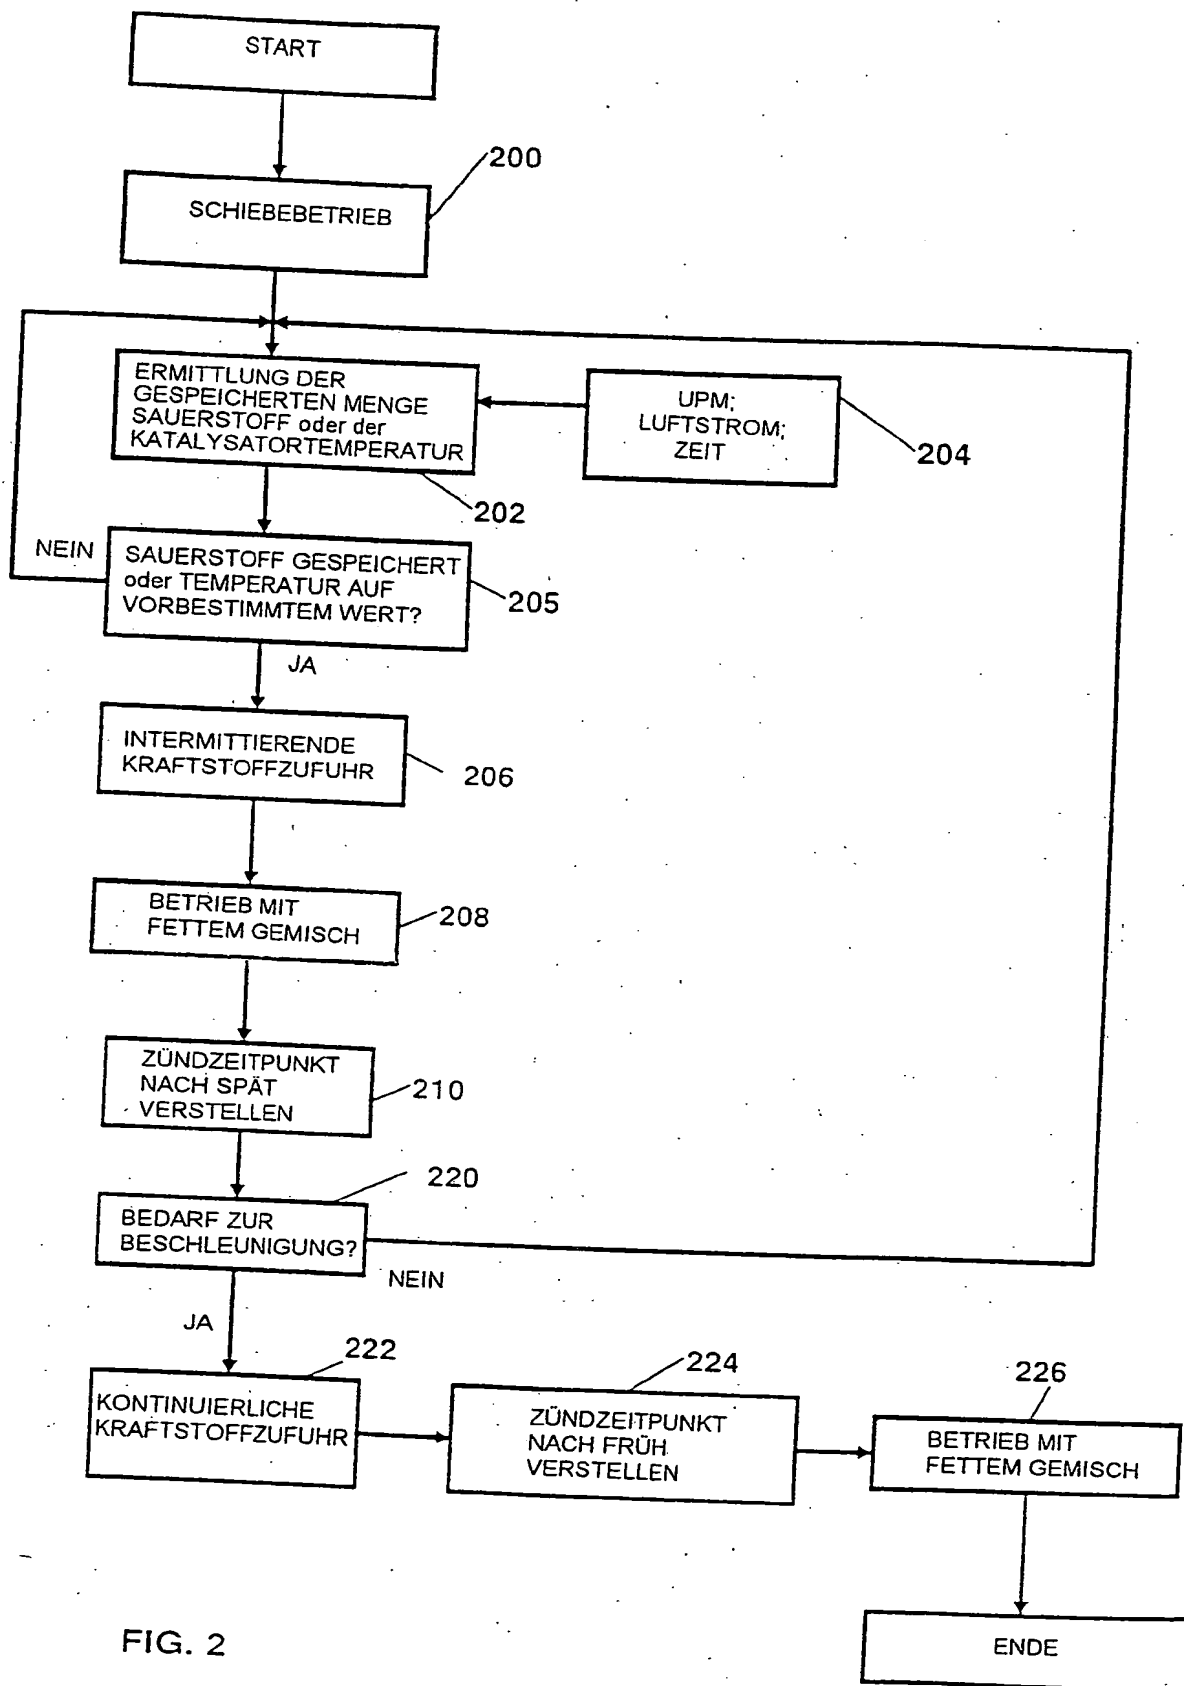 START
200
SCHIEBEBETRIEB
ERMITTLUNG DER
GESPEICHERTEN MENGE
SAUERSTOFF oder der
KATALYSATORTEMPERATUR
UPM;
LUFTSTROM;
ZEIT
204
202
NEIN
SAUERSTOFF GESPEICHERT
oder TEMPERATUR AUF
VORBESTIMMTEM WERT?
205
JA
INTERMITTIERENDE
KRAFTSTOFFZUFUHR
206
BETRIEB MIT
FETTEM GEMISCH
208
ZÜNDZEITPUNKT
NACH SPÄT
VERSTELLEN
210
220
BEDARF ZUR
BESCHLEUNIGUNG?
NEIN
JA
222
KONTINUIERLICHE
KRAFTSTOFFZUFUHR
224
ZÜNDZEITPUNKT
NACH FRÜH
VERSTELLEN
226
BETRIEB MIT
FETTEM GEMISCH
ENDE
FIG. 2